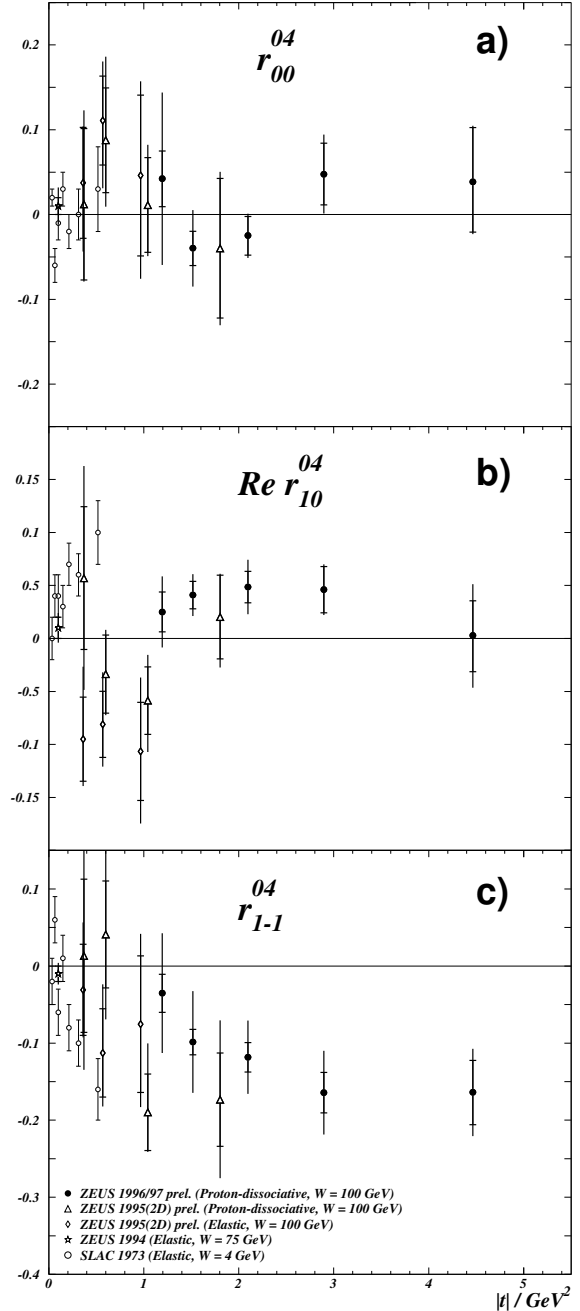 a)
r 04 00
0.2
0.1
0
-0.1
-0.2
b)
Re r 04 10
0.15
0.1
0.5
0
-0.5
-0.1
-0.15
c)
r 04 1-1
0.1
0
-0.1
-0.2
-0.3
-0.4
ZEUS 1996/97 prel. (Proton-dissociative, W = 100 GeV)
ZEUS 1995(2D) prel. (Proton-dissociative, W = 100 GeV)
ZEUS 1995(2D) prel. (Elastic, W = 100 GeV)
ZEUS 1994 (Elastic, W = 75 GeV)
SLAC 1973 (Elastic, W = 4 GeV)
0 1 2 3 4 5
|t| / GeV²